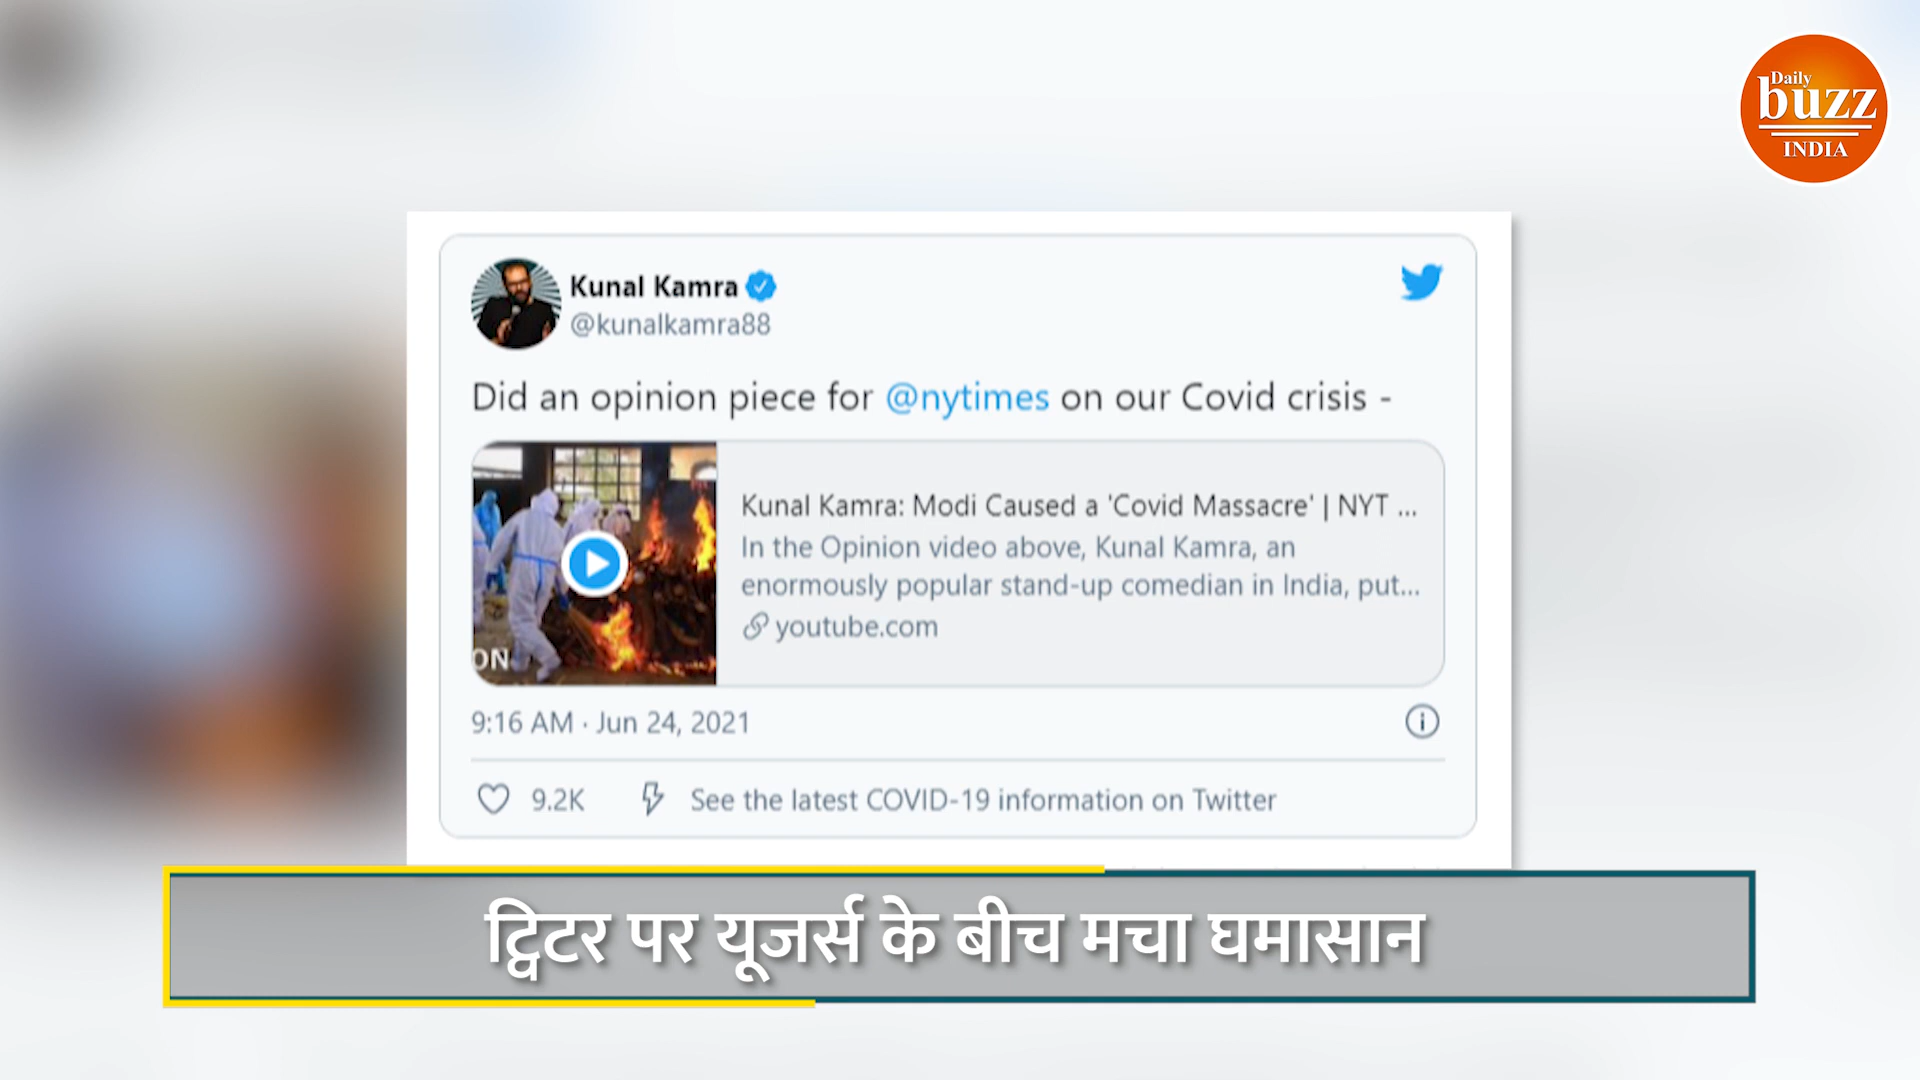 Daily
buzz
INDIA
Kunal Kamra
@kunalkamra88
Did an opinion piece for @nytimes on our Covid crisis -
Kunal Kamra: Modi Caused a 'Covid Massacre' | NYT ...
In the Opinion video above, Kunal Kamra, an
enormously popular stand-up comedian in India, put...
youtube.com
ON
9:16 AM · Jun 24, 2021
9.2K See the latest COVID-19 information on Twitter
ट्विटर पर यूजर्स के बीच मचा घमासान